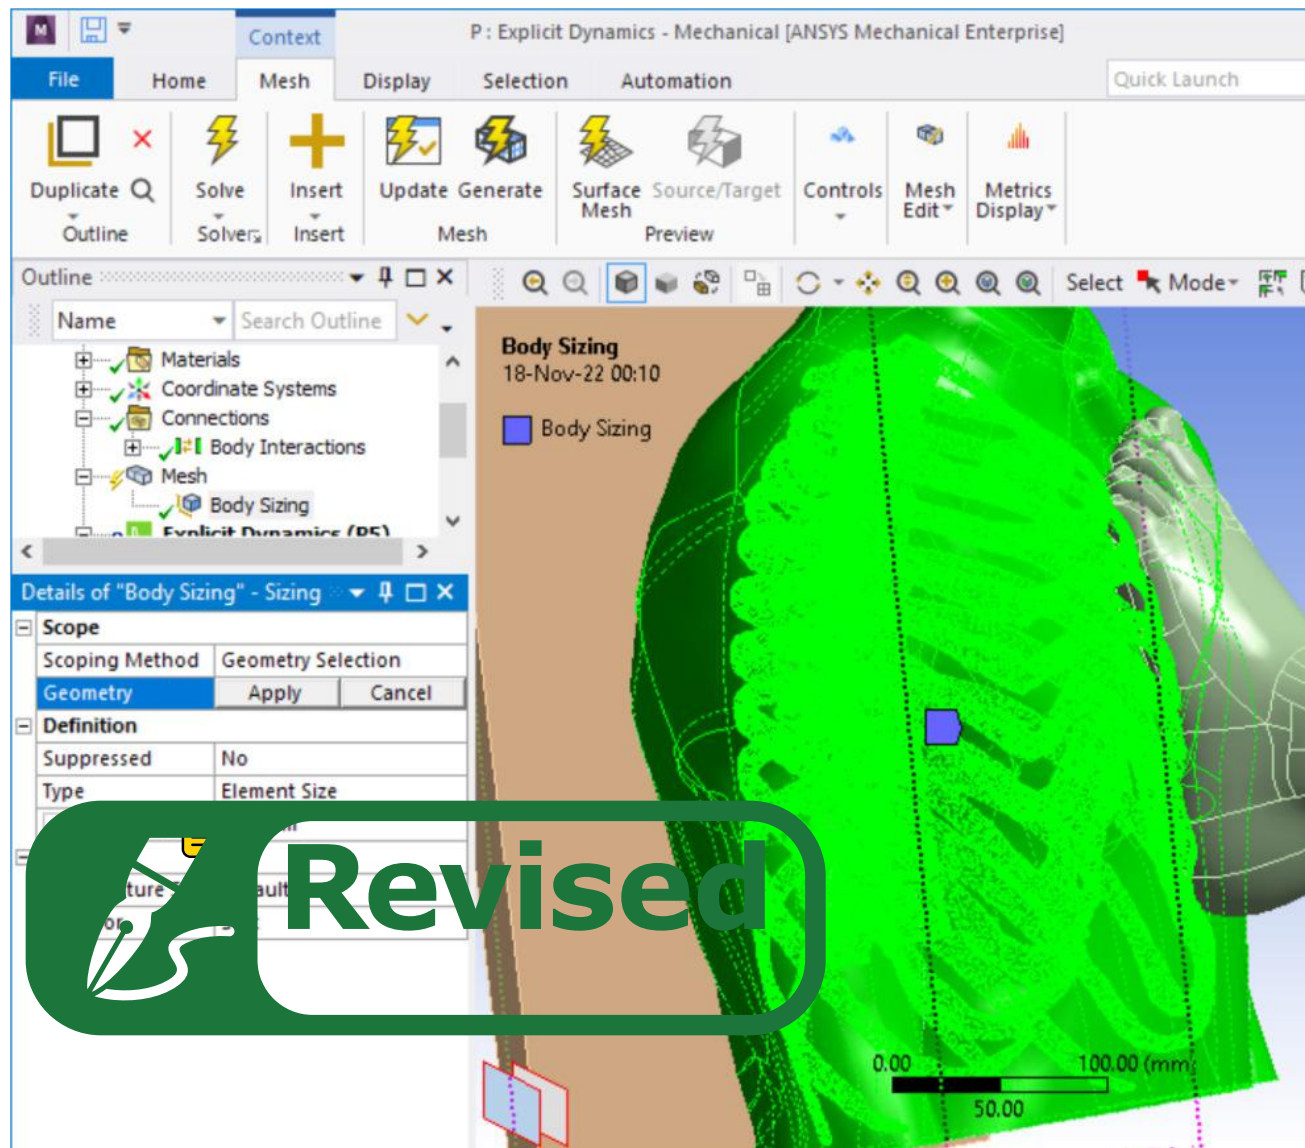 M
Context
P : Explicit Dynamics - Mechanical [ANSYS Mechanical Enterprise]
File
Home
Mesh
Display
Selection
Automation
Quick Launch
Duplicate
Outline
Solve
Solver
Insert
Insert
Update
Generate
Mesh
Surface
Mesh
Source/Target
Preview
Controls
Mesh
Edit
Metrics
Display
Outline
Select
Mode
Name
Search Outline
Materials
Coordinate Systems
Connections
Body Interactions
Mesh
Body Sizing
Explicit Dynamics (P5)
Body Sizing
18-Nov-22 00:10
Body Sizing
Details of "Body Sizing" - Sizing
Scope
Scoping Method
Geometry Selection
Geometry
Apply
Cancel
Definition
Suppressed
No
Type
Element Size
Revised
0.00
100.00 (mm)
50.00